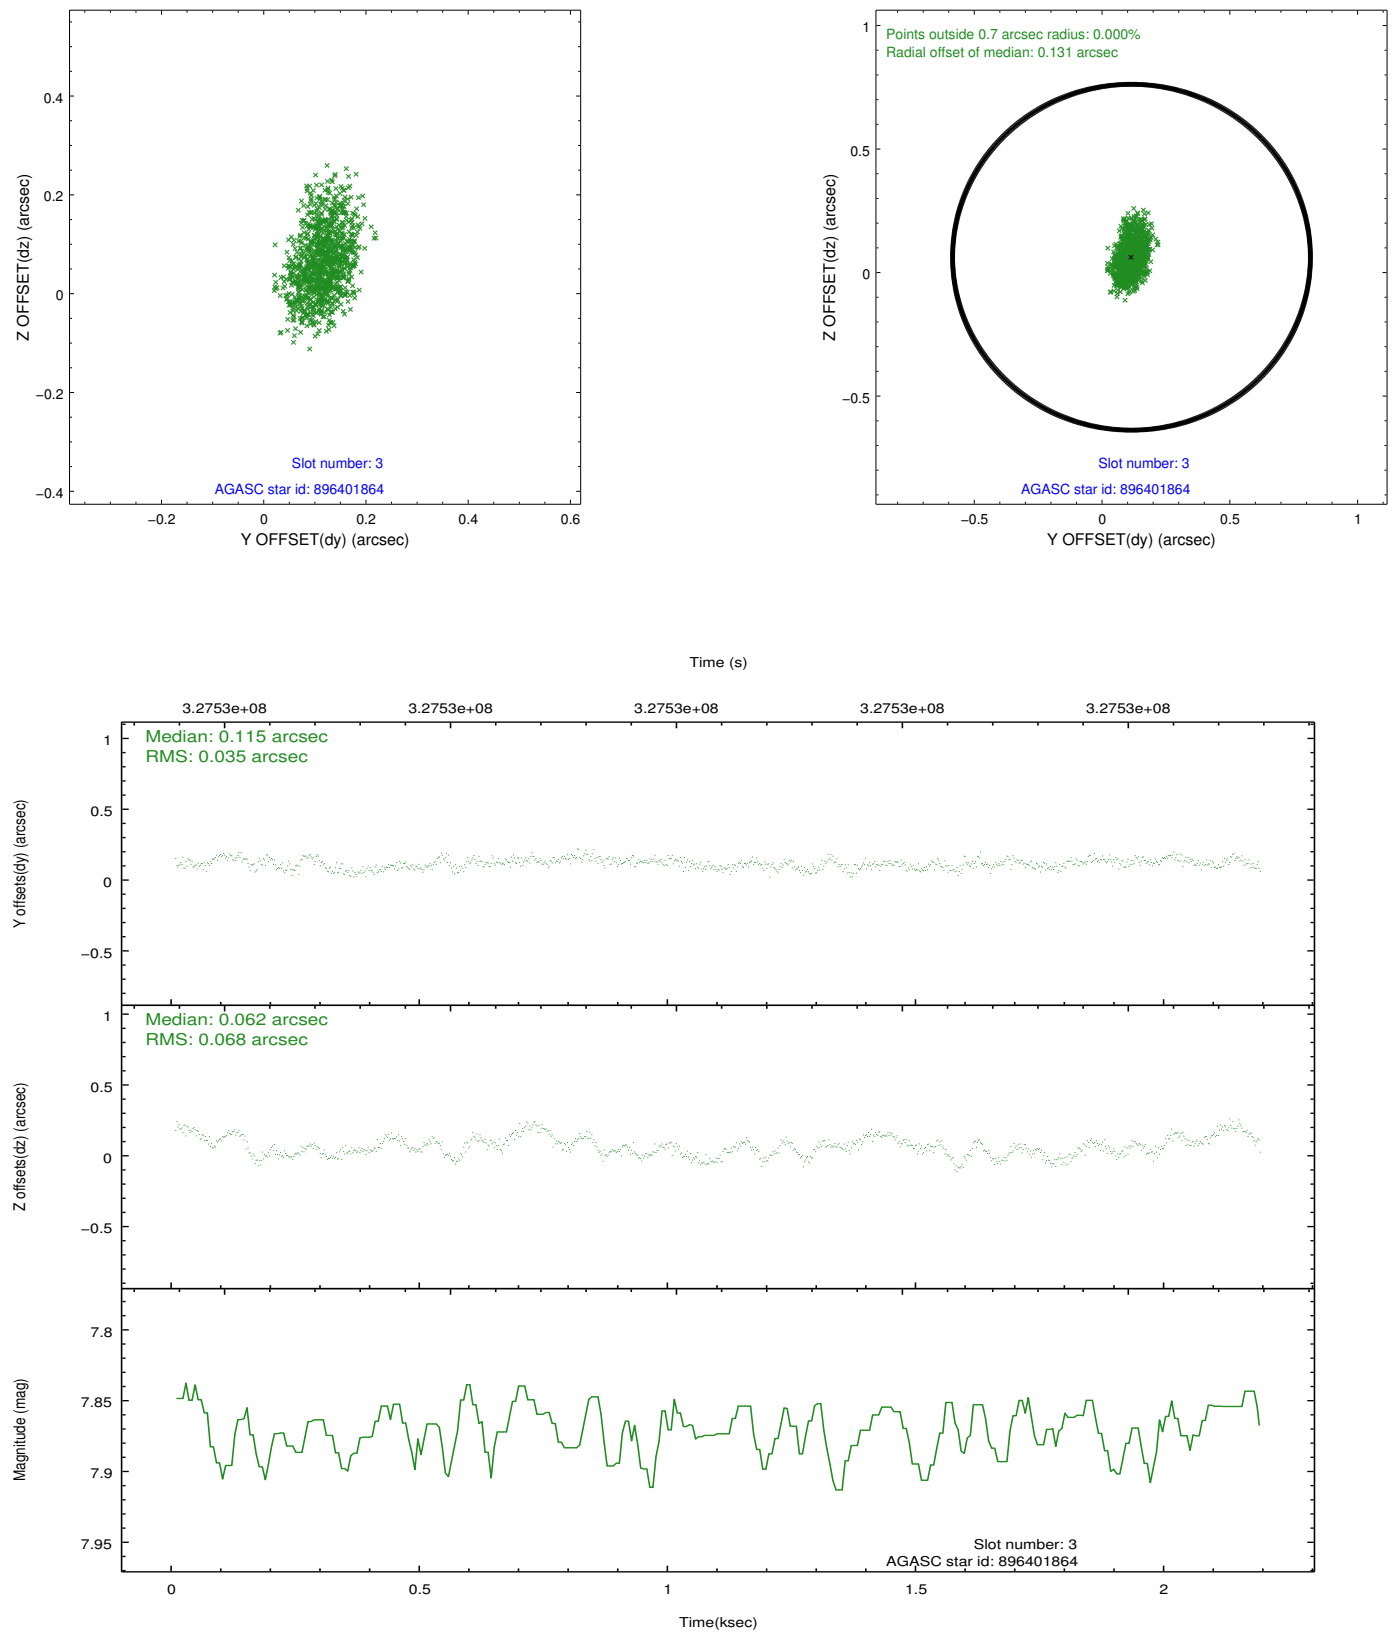 0.4
0.2
0
−0.2
−0.4
Z OFFSET(dz) (arcsec)
Slot number: 3
AGASC star id: 896401864
−0.2 0 0.2 0.4 0.6
Y OFFSET(dy) (arcsec)
Points outside 0.7 arcsec radius: 0.000%
Radial offset of median: 0.131 arcsec
1
0.5
0
−0.5
Z OFFSET(dz) (arcsec)
Slot number: 3
AGASC star id: 896401864
−0.5 0 0.5 1
Y OFFSET(dy) (arcsec)
Time (s)
3.2753e+08 3.2753e+08 3.2753e+08 3.2753e+08 3.2753e+08
Median: 0.115 arcsec
RMS: 0.035 arcsec
1
0.5
0
−0.5
Y offsets(dy) (arcsec)
Median: 0.062 arcsec
RMS: 0.068 arcsec
1
0.5
0
−0.5
Z offsets(dz) (arcsec)
7.8
7.85
7.9
7.95
Magnitude (mag)
Slot number: 3
AGASC star id: 896401864
0 0.5 1 1.5 2
Time(ksec)